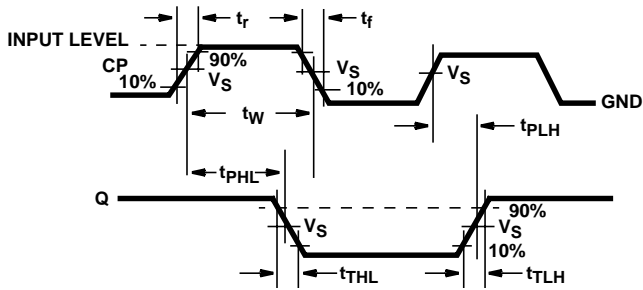 tr
tf
INPUT LEVEL
CP
90%
10%
VS
VS
10%
VS
tW
GND
tPLH
tPHL
Q
90%
VS
VS
10%
tTHL
tTLH